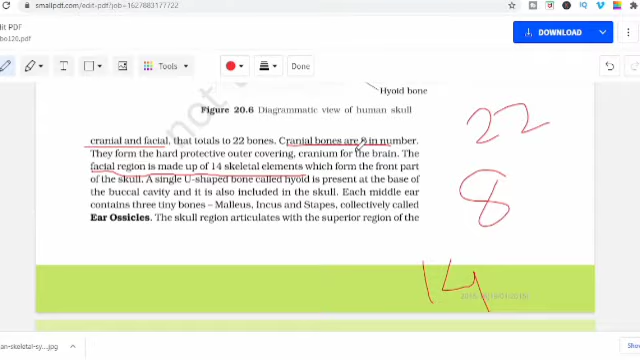 smallpdf.com/edit-pdf#job=1627883177722
dit PDF
bo126.pdf
DOWNLOAD
Tools
Done
Hyoid bone
Figure 20.6 Diagrammatic view of human skull
cranial and facial, that totals to 22 bones. Cranial bones are 8 in number.
They form the hard protective outer covering, cranium for the brain. The
facial region is made up of 14 skeletal elements which form the front part
of the skull. A single U-shaped bone called hyoid is present at the base of
the buccal cavity and it is also included in the skull. Each middle ear
contains three tiny bones – Malleus, Incus and Stapes, collectively called
Ear Ossicles. The skull region articulates with the superior region of the
22
8
14
an-skeletal-sy....jpg
Sho